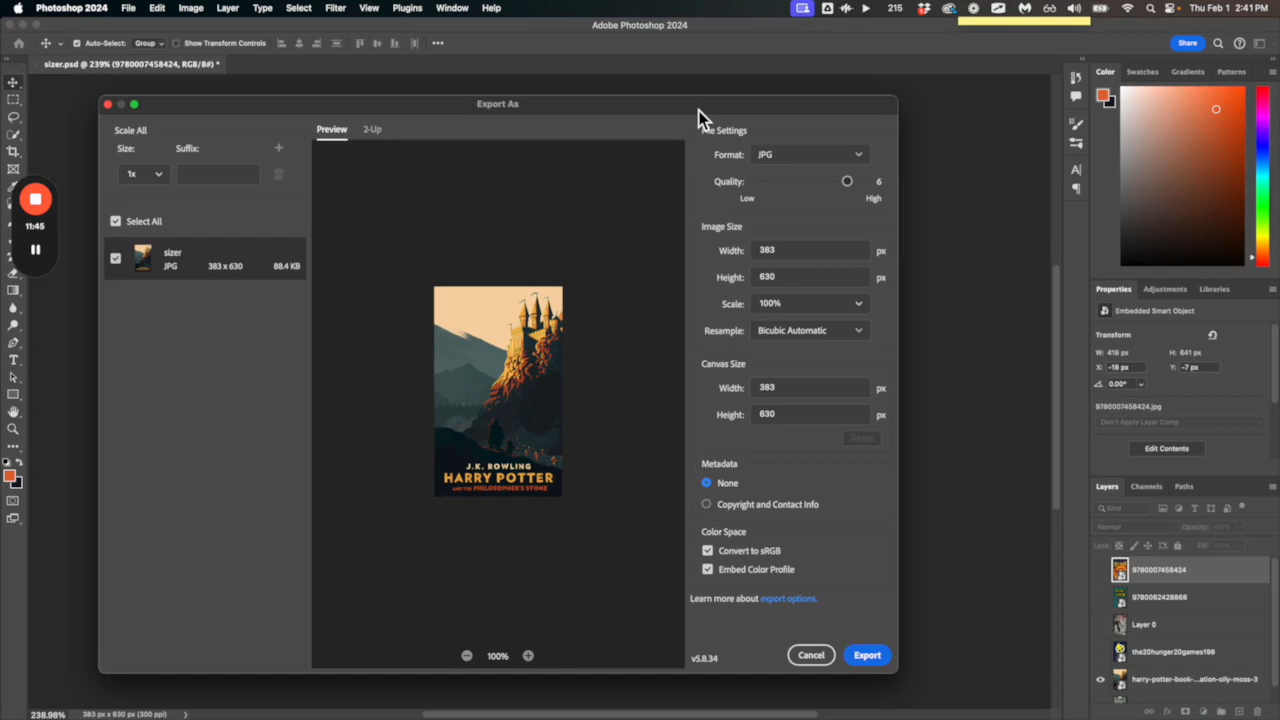 Photoshop 2024 File Edit Image Layer Type Select Filter View Plugins Window Help 215 Thu Feb 1 2:41 PM
Adobe Photoshop 2024
Auto-Select: Group Show Transform Controls Share
sizer.psd @ 239% (9780007458424, RGB/8#) *
Export As
Scale All
Size: Suffix:
1x
Select All
sizer
JPG 383 x 630 88.4 KB
Preview 2-Up
J.K. ROWLING
HARRY POTTER
AND THE PHILOSOPHER'S STONE
100%
File Settings
Format: JPG
Quality: 6
Low High
Image Size
Width: 383 px
Height: 630 px
Scale: 100%
Resample: Bicubic Automatic
Canvas Size
Width: 383 px
Height: 630 px
Reset
Metadata
None
Copyright and Contact Info
Color Space
Convert to sRGB
Embed Color Profile
Learn more about export options.
v5.8.34 Cancel Export
11:45
Color Swatches Gradients Patterns
Properties Adjustments Libraries
Embedded Smart Object
Transform
W: 418 px H: 641 px
X: -18 px Y: -7 px
0.00°
9780007458424.jpg
Don't Apply Layer Comp
Edit Contents
Layers Channels Paths
Kind
Normal Opacity: 100%
Lock: Fill: 100%
9780007458424
9780062428868
Layer 0
the20hunger20games198
harry-potter-book-...ation-olly-moss-3
238.98% 383 px x 630 px (300 ppi)